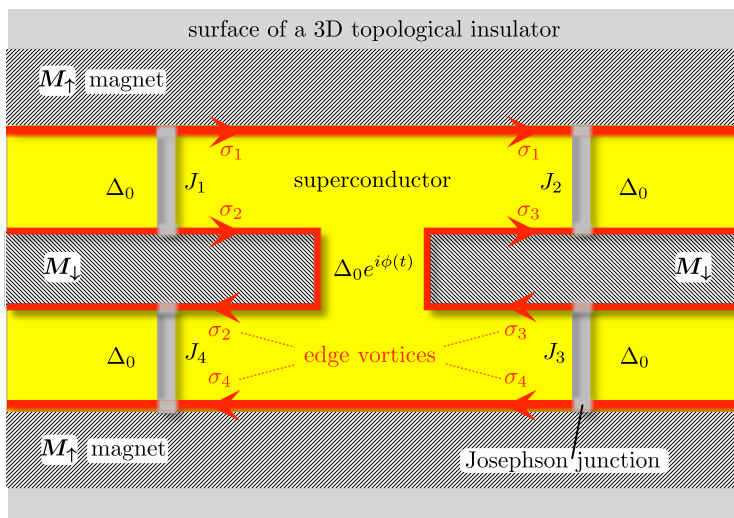 surface of a 3D topological insulator
M↑ magnet
σ₁ σ₁
Δ₀ J₁ superconductor J₂ Δ₀
σ₂ σ₃
M↓ Δ₀e^{iϕ(t)} M↓
σ₂ σ₃
Δ₀ J₄ edge vortices J₃ Δ₀
σ₄ σ₄
M↑ magnet
Josephson junction